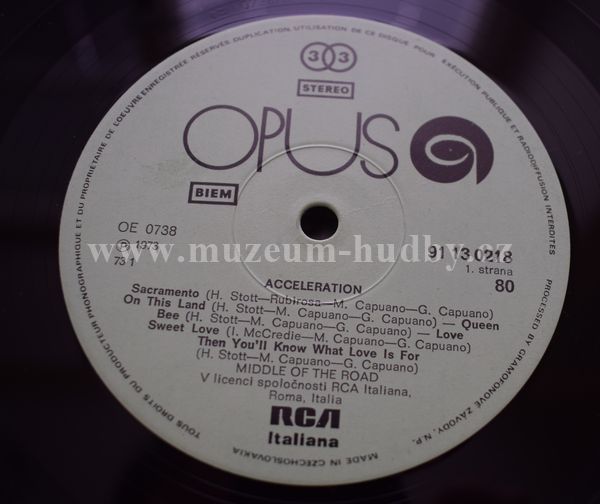 TOUS DROITS DU PRODUCTEUR PHONOGRAPHIQUE ET DU PROPRIÉTAIRE DE L'OEUVRE ENREGISTRÉE RÉSERVÉS. DUPLICATION, UTILISATION DE CE DISQUE POUR EXÉCUTION PUBLIQUE ET RADIODIFFUSION INTERDITES
PROCESSED BY GRAMOFONOVÉ ZÁVODY, N.P.
33
STEREO
OPUS
BIEM
OE 0738
℗ 1973
73 1
www.muzeum-hudby.cz
91 13 0218
1. strana
80
ACCELERATION
Sacramento (H. Stott—Rubirosa—M. Capuano—G. Capuano)
On This Land (H. Stott—M. Capuano—G. Capuano) — Queen
Bee (H. Stott—M. Capuano—G. Capuano) — Love
Sweet Love (I. McCredie—M. Capuano—G. Capuano)
Then You'll Know What Love Is For
(H. Stott—M. Capuano—G. Capuano)
MIDDLE OF THE ROAD
V licenci spoločnosti RCA Italiana,
Roma, Italia
RCA
Italiana
MADE IN CZECHOSLOVAKIA